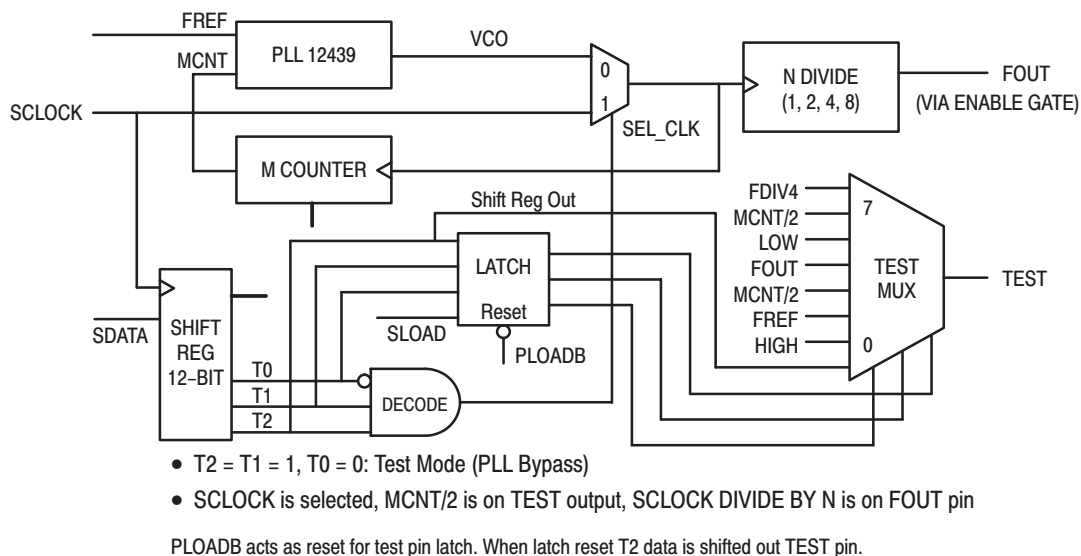 FREF
MCNT
PLL 12439
VCO
0
1
SEL_CLK
N DIVIDE
(1, 2, 4, 8)
FOUT
(VIA ENABLE GATE)
SCLOCK
M COUNTER
Shift Reg Out
LATCH
Reset
SLOAD
PLOADB
SDATA
SHIFT
REG
12–BIT
T0
T1
T2
DECODE
FDIV4
MCNT/2
LOW
FOUT
MCNT/2
FREF
HIGH
7
TEST
MUX
0
TEST
• T2 = T1 = 1, T0 = 0: Test Mode (PLL Bypass)
• SCLOCK is selected, MCNT/2 is on TEST output, SCLOCK DIVIDE BY N is on FOUT pin
PLOADB acts as reset for test pin latch. When latch reset T2 data is shifted out TEST pin.